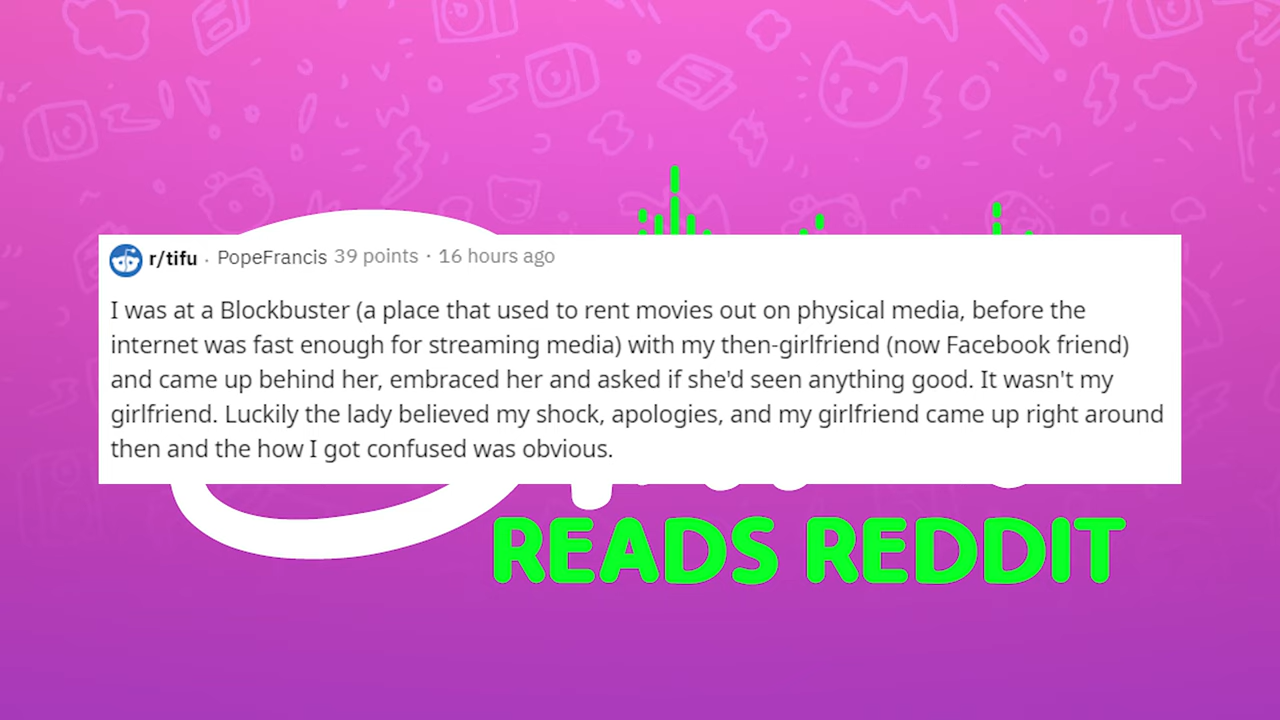 r/tifu · PopeFrancis 39 points · 16 hours ago
I was at a Blockbuster (a place that used to rent movies out on physical media, before the
internet was fast enough for streaming media) with my then-girlfriend (now Facebook friend)
and came up behind her, embraced her and asked if she'd seen anything good. It wasn't my
girlfriend. Luckily the lady believed my shock, apologies, and my girlfriend came up right around
then and the how I got confused was obvious.
READS REDDIT